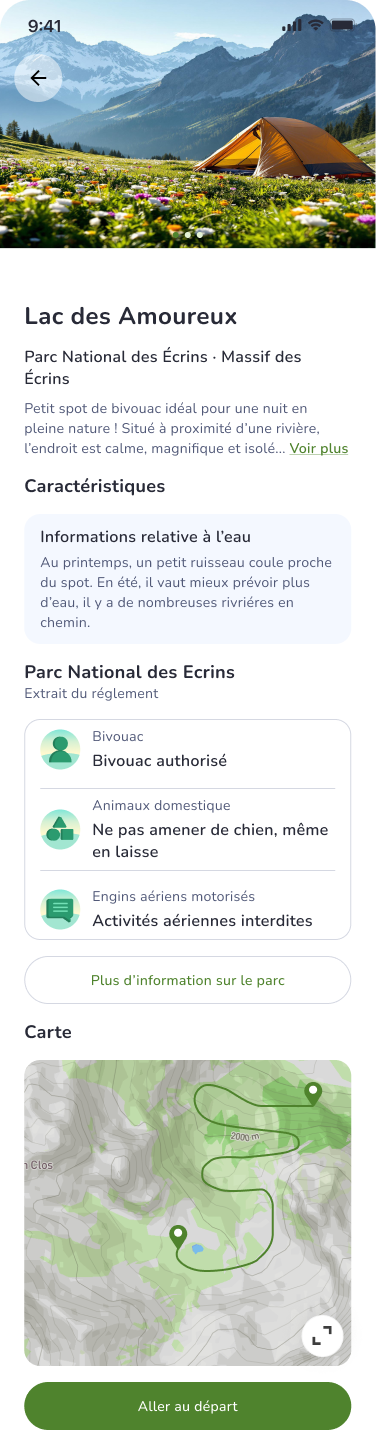 9:41
Lac des Amoureux
Parc National des Écrins · Massif des
Écrins
Petit spot de bivouac idéal pour une nuit en
pleine nature ! Situé à proximité d’une rivière,
l’endroit est calme, magnifique et isolé... Voir plus
Caractéristiques
Informations relative à l’eau
Au printemps, un petit ruisseau coule proche
du spot. En été, il vaut mieux prévoir plus
d’eau, il y a de nombreuses rivriéres en
chemin.
Parc National des Ecrins
Extrait du réglement
Bivouac
Bivouac authorisé
Animaux domestique
Ne pas amener de chien, même
en laisse
Engins aériens motorisés
Activités aériennes interdites
Plus d’information sur le parc
Carte
2000 m
Clos
Aller au départ